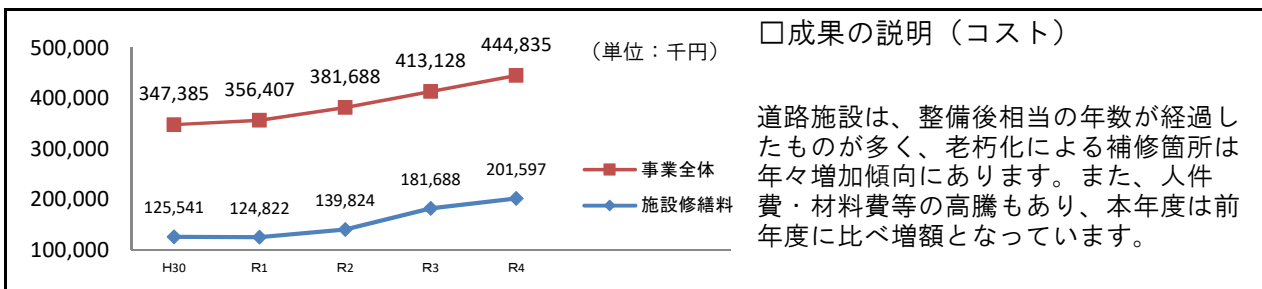 500,000
400,000
300,000
200,000
100,000
347,385
356,407
381,688
413,128
444,835
125,541
124,822
139,824
181,688
201,597
H30
R1
R2
R3
R4
（単位：千円）
事業全体
施設修繕料
□成果の説明（コスト）
道路施設は、整備後相当の年数が経過し
たものが多く、老朽化による補修箇所は
年々増加傾向にあります。また、人件
費・材料費等の高騰もあり、本年度は前
年度に比べ増額となっています。